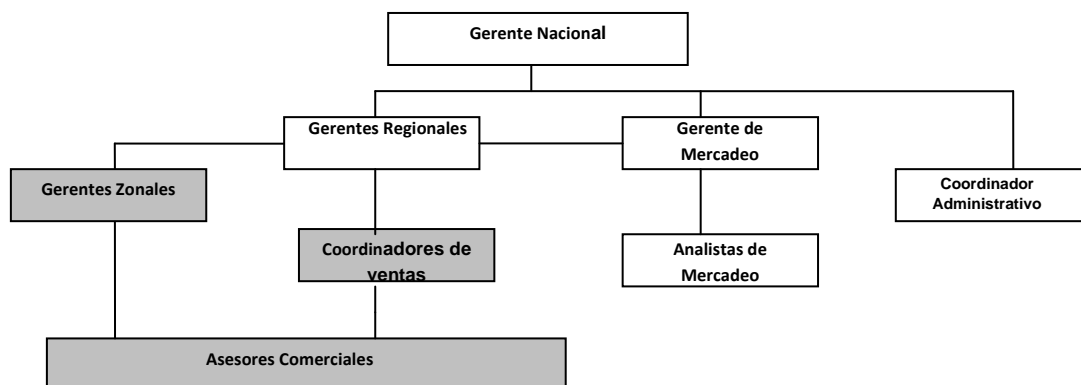 Gerente Nacional
Gerentes Regionales
Gerente de
Mercadeo
Gerentes Zonales
Coordinador
Administrativo
Coordinadores de
ventas
Analistas de
Mercadeo
Asesores Comerciales